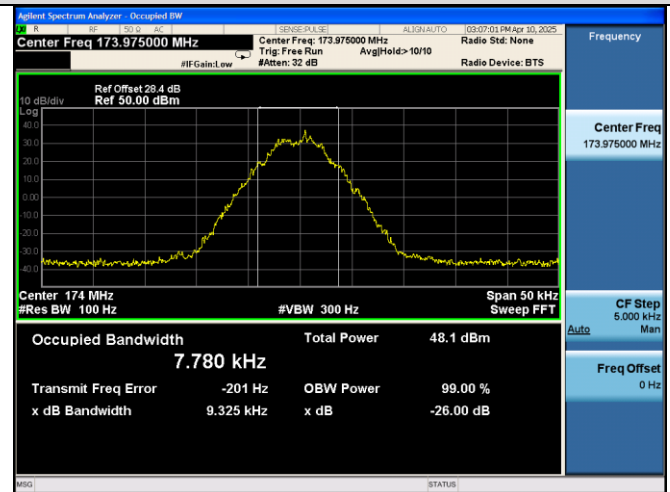 Agilent Spectrum Analyzer - Occupied BW
R RF 50 Ω AC SENSE:PULSE ALIGN AUTO 03:07:01 PM Apr 10, 2025
Center Freq 173.975000 MHz
Center Freq: 173.975000 MHz
Radio Std: None
Trig: Free Run Avg|Hold:>10/10
#IFGain:Low #Atten: 32 dB Radio Device: BTS
Ref Offset 28.4 dB
10 dB/div Ref 50.00 dBm
Log
40.0
30.0
20.0
10.0
0.00
-10.0
-20.0
-30.0
-40.0
Center 174 MHz Span 50 kHz
#Res BW 100 Hz #VBW 300 Hz Sweep FFT
Occupied Bandwidth Total Power 48.1 dBm
7.780 kHz
Transmit Freq Error -201 Hz OBW Power 99.00 %
x dB Bandwidth 9.325 kHz x dB -26.00 dB
MSG STATUS
Frequency
Center Freq
173.975000 MHz
CF Step
5.000 kHz
Auto Man
Freq Offset
0 Hz